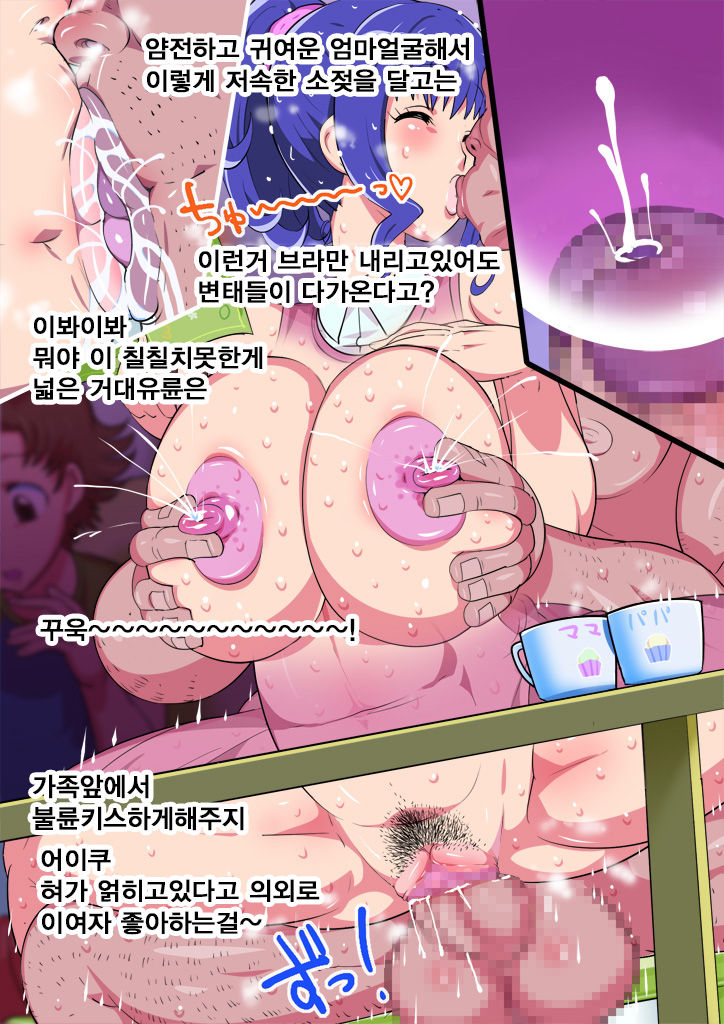 얌전하고 귀여운 엄마얼굴해서
이렇게 저속한 소젖을 달고는
ちゅ〜〜〜〜っ♡
이런거 브라만 내리고있어도
변태들이 다가온다고?
이봐이봐
뭐야 이 칠칠치못한게
넓은 거대유륜은
꾸욱~~~~~~~~~~~!
ママ
パパ
가족앞에서
불륜키스하게해주지
어이쿠
혀가 얽히고있다고 의외로
이여자 좋아하는걸~
ずっ!